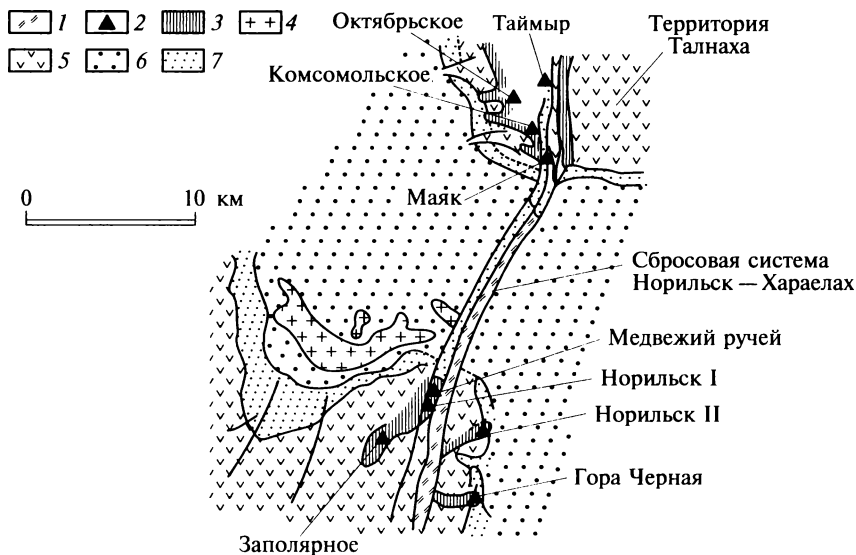 1 2 3 4
5 6 7
Октябрьское
Таймыр
Территория
Талнаха
Комсомольское
0 10 км
Маяк
Сбросовая система
Норильск — Хараелах
Медвежий ручей
Норильск I
Норильск II
Гора Черная
Заполярное